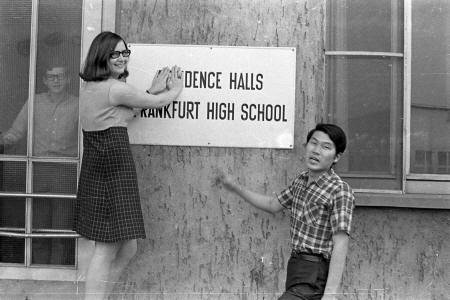 DENCE HALLS
RANKFURT HIGH SCHOOL